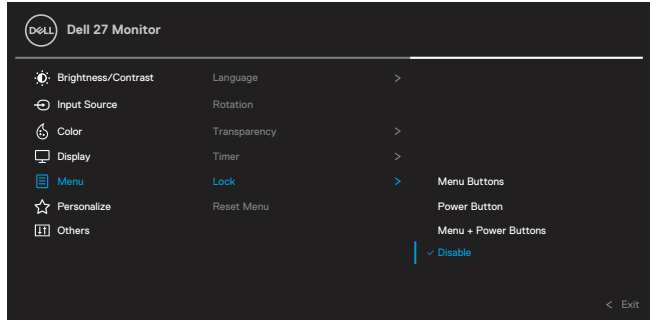 DELL Dell 27 Monitor
Brightness/Contrast Language >
Input Source Rotation
Color Transparency >
Display Timer >
Menu Lock > Menu Buttons
Personalize Reset Menu Power Button
Others Menu + Power Buttons
✓ Disable
< Exit